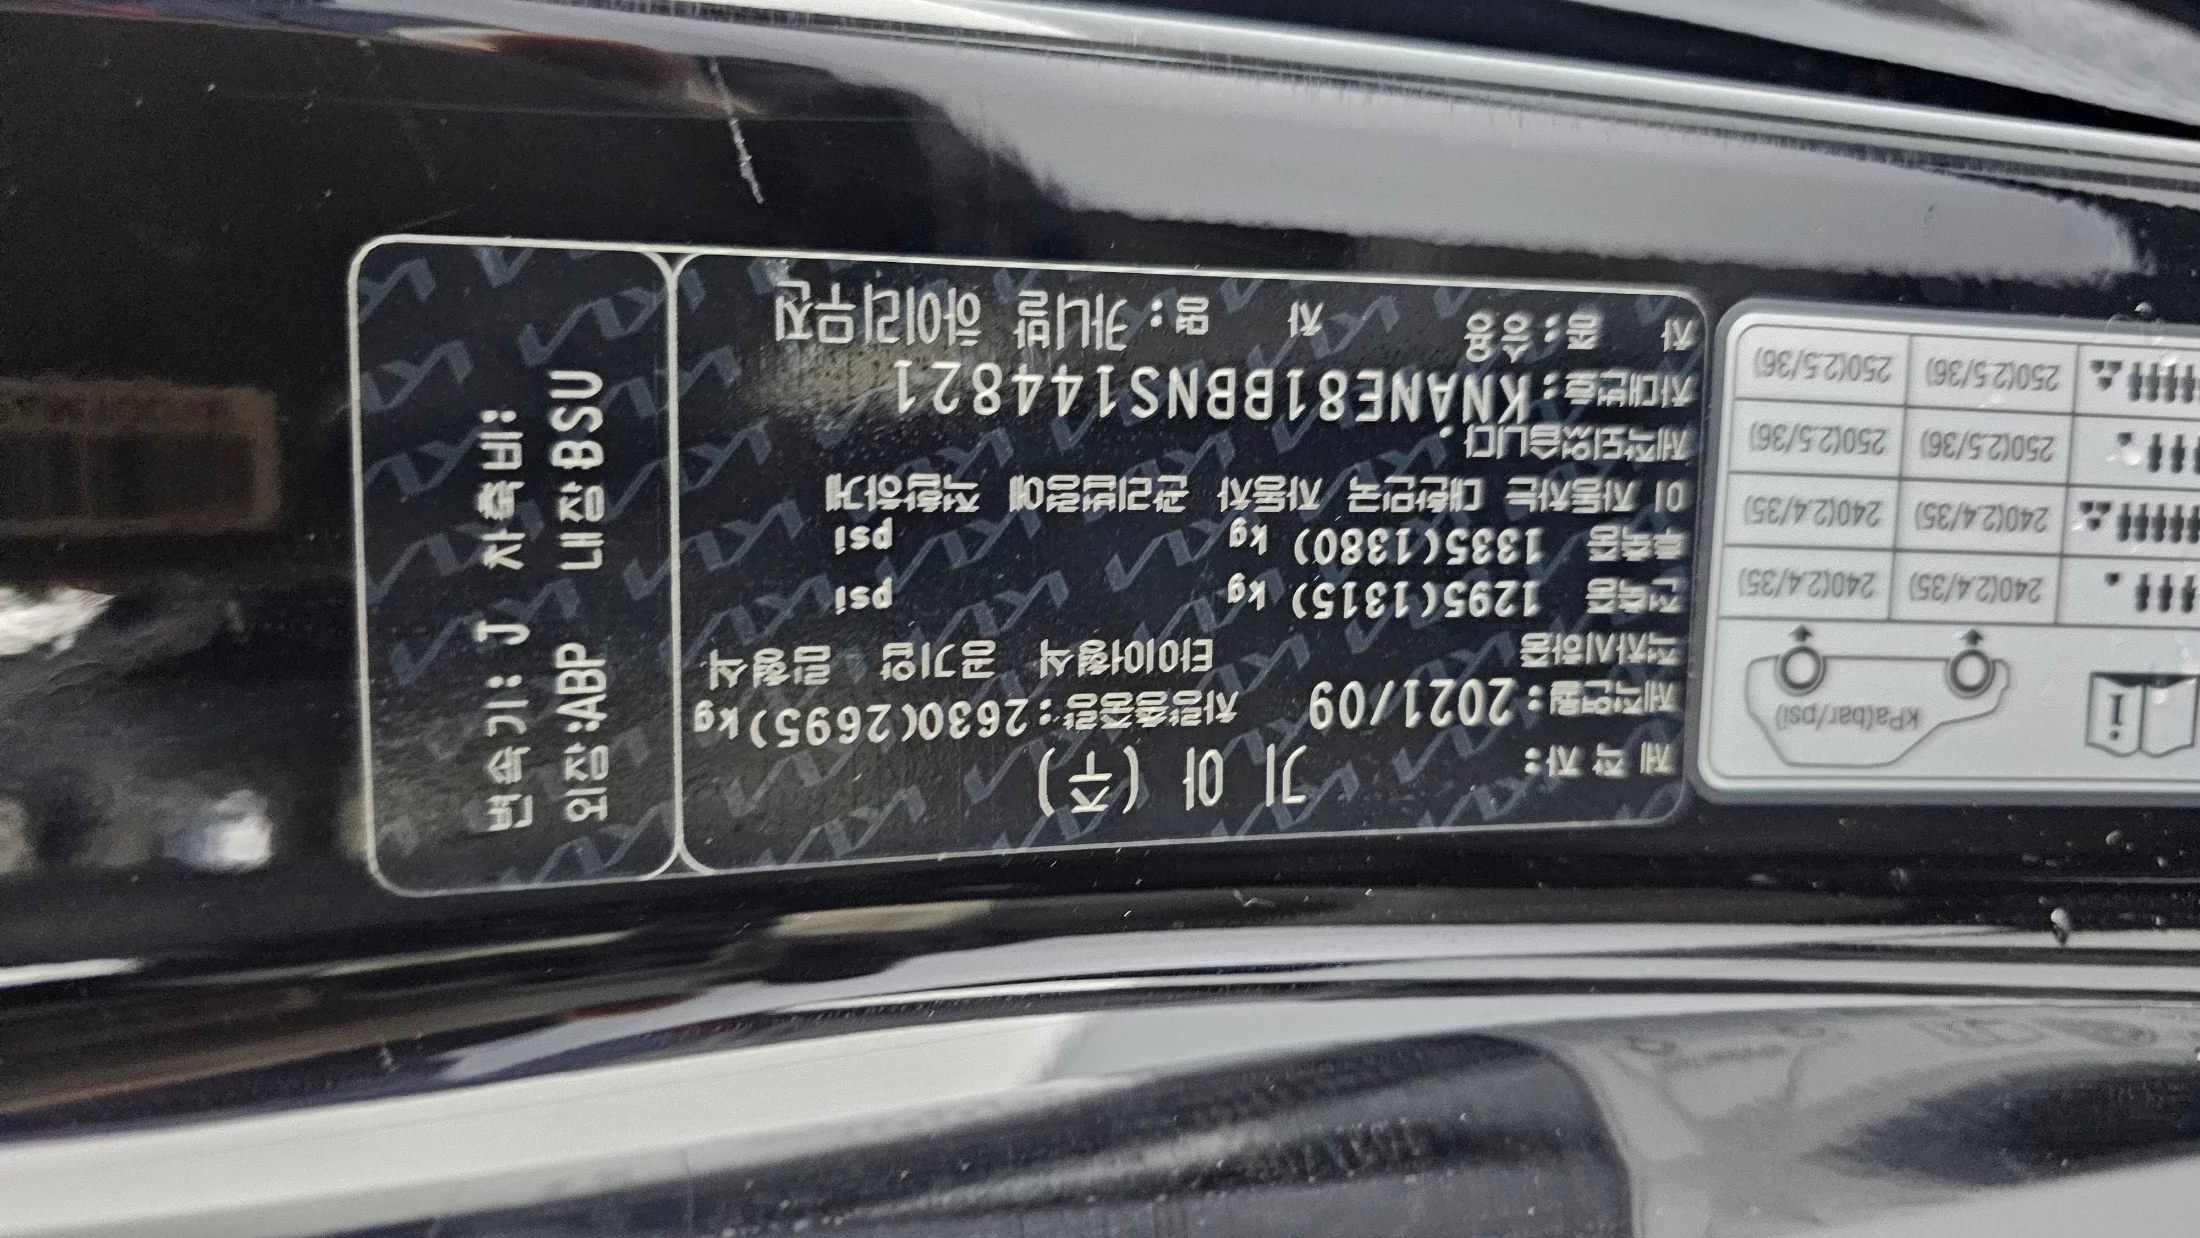 kPa(bar/psi)
240(2.4/35) 240(2.4/35)
240(2.4/35) 240(2.4/35)
250(2.5/36) 250(2.5/36)
250(2.5/36) 250(2.5/36)
제 작 자: 기 아 (주)
제작연월: 2021/09 차량총중량: 2630(2695)kg
적차시하중 타이어형식 공기압 림형식
전축중 1295(1315) kg psi
후축중 1335(1380) kg psi
이 자동차는 대한민국 자동차 관리법령에 적합하게
제작되었습니다.
차대번호: KNANE81BBNS144821
차 종: 승용 차 명: 카니발 하이리무진
변속기: J 차축비:
외장:ABP 내장:BSU